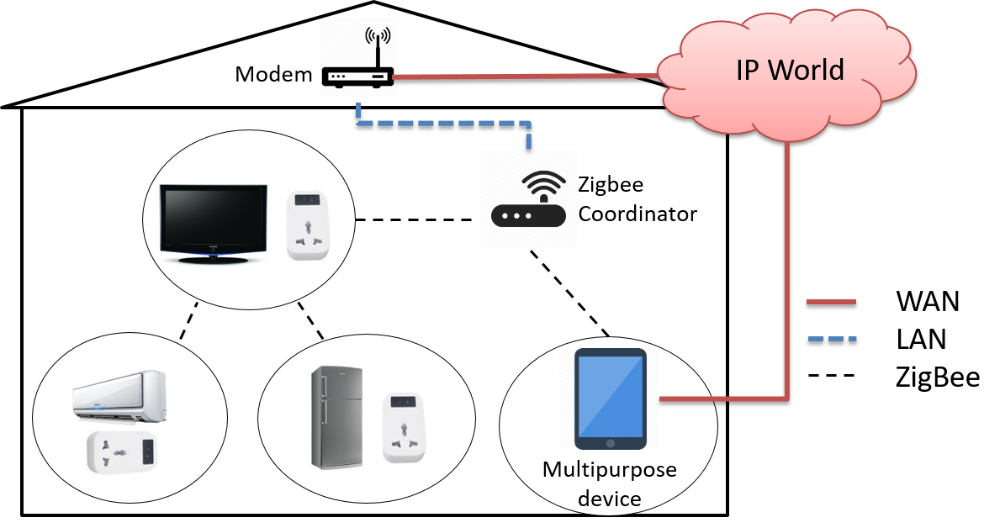 Modem
IP World
Zigbee
Coordinator
WAN
LAN
ZigBee
Multipurpose
device